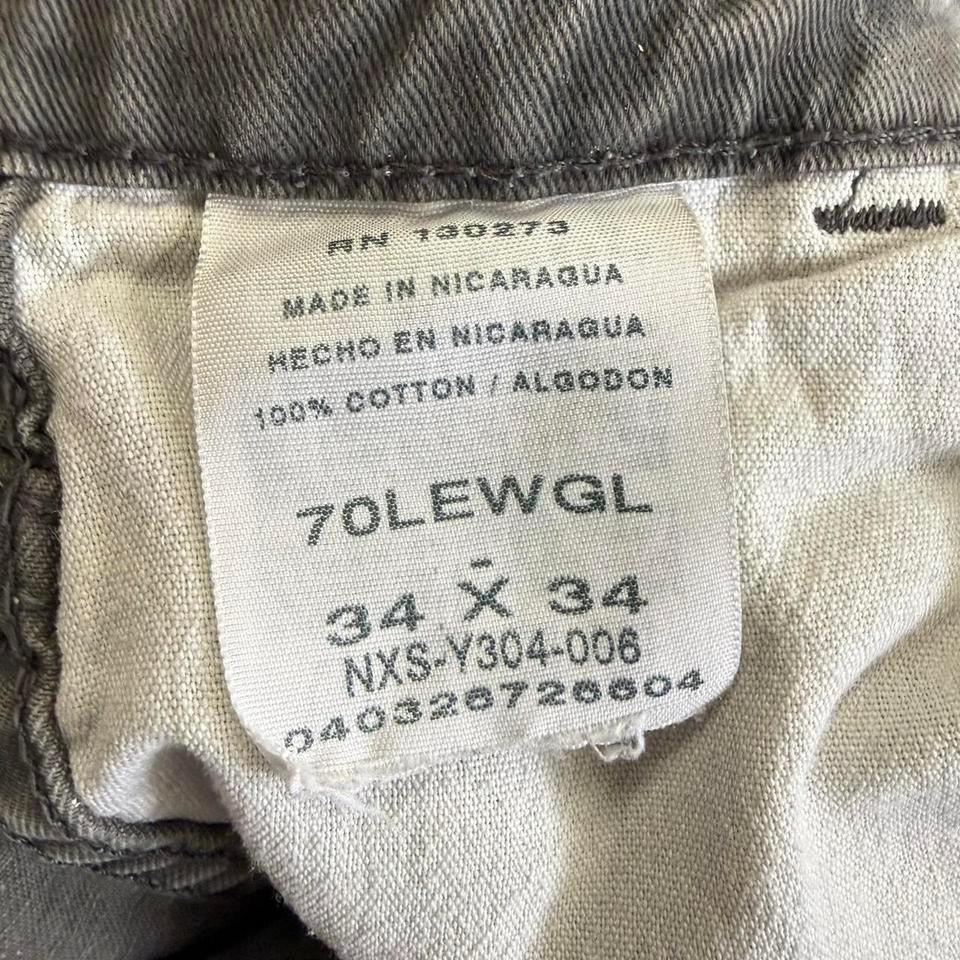 RN 130273
MADE IN NICARAGUA
HECHO EN NICARAGUA
100% COTTON / ALGODON
70LEWGL
-
34 X 34
NXS-Y304-006
040326726604